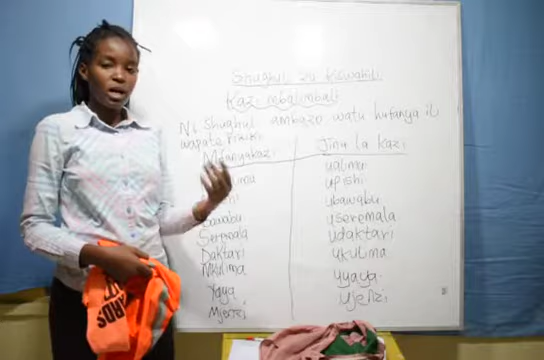 Shughuli za Kiswahili
Kazi mbalimbali
Ni shughuli ambazo watu hufanya ili
wapate riziki
Mfanyakazi Jina la kazi
ualimu
upishi
Bawabu ubawabu
Seremala useremala
Daktari udaktari
Mkulima ukulima
Yaya uyaya
Mjenzi ujenzi